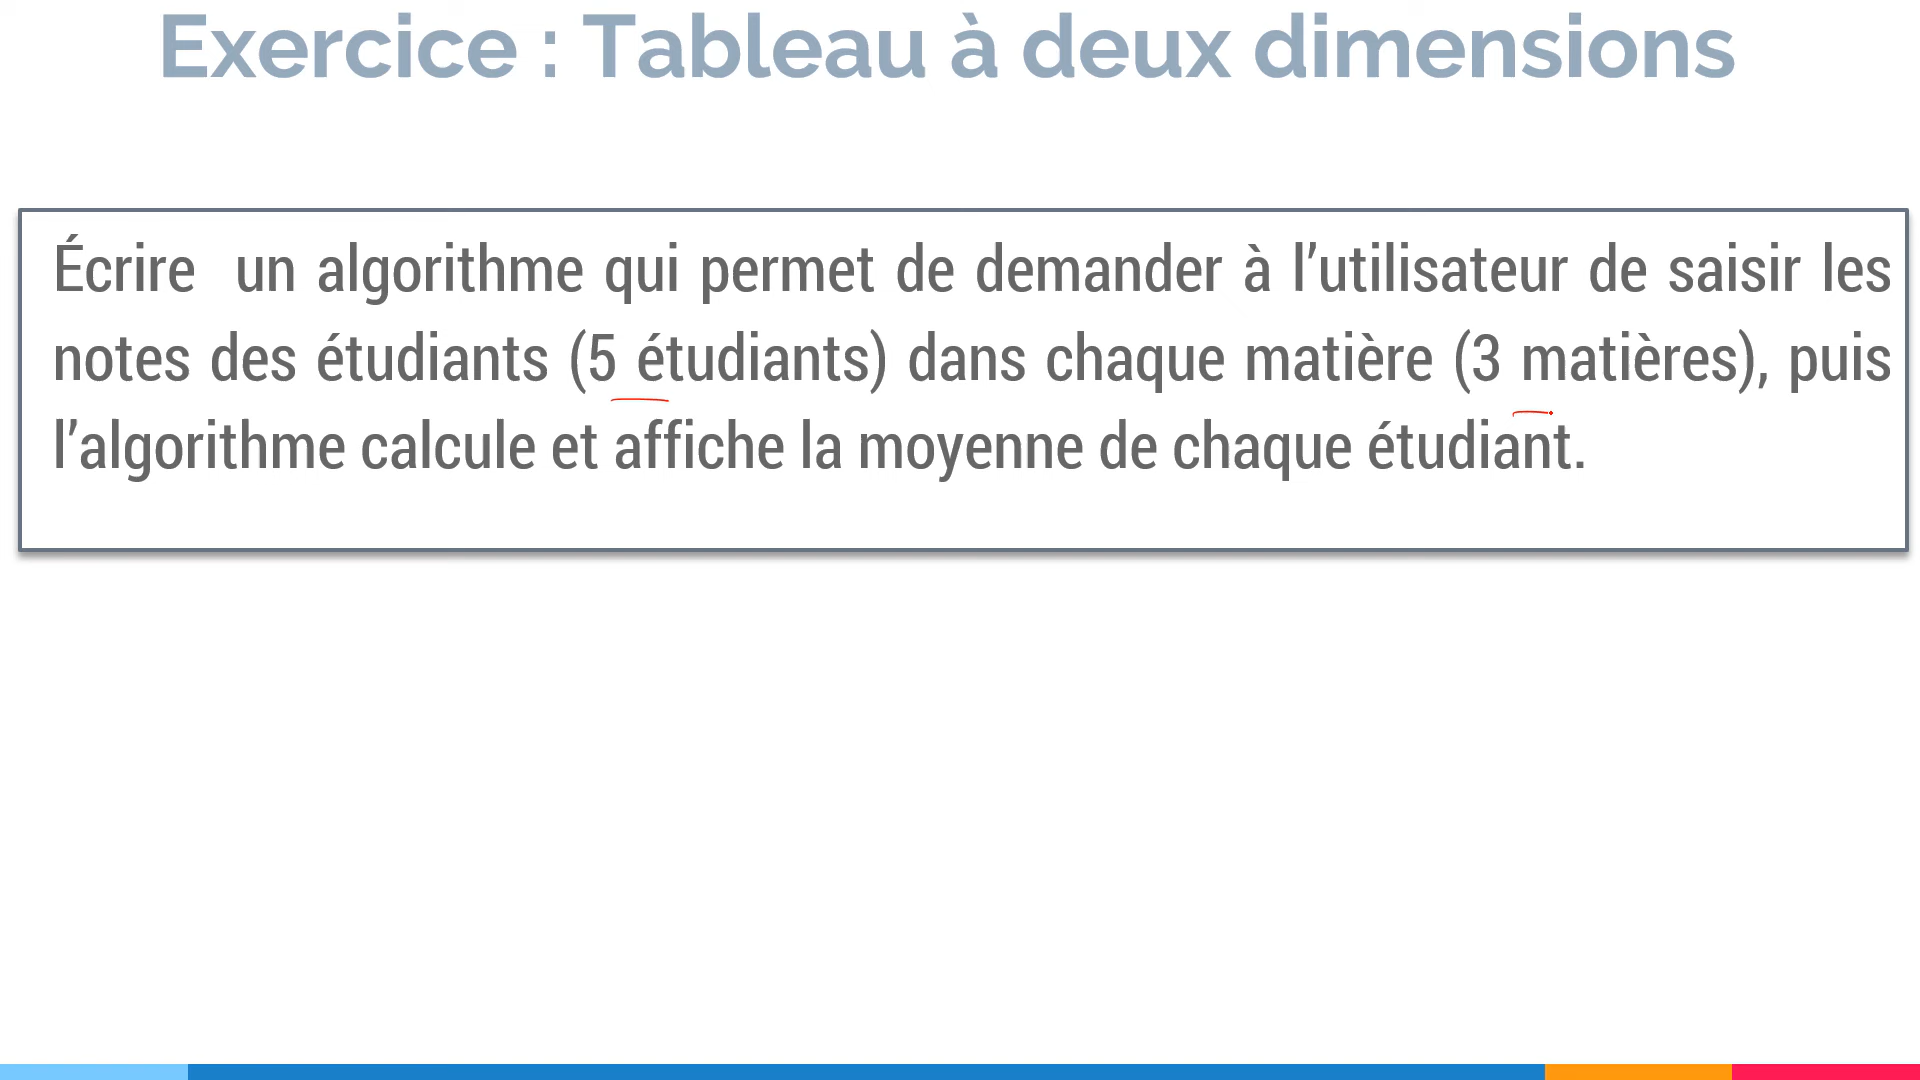 Exercice : Tableau à deux dimensions
Écrire un algorithme qui permet de demander à l’utilisateur de saisir les
notes des étudiants (5 étudiants) dans chaque matière (3 matières), puis
l’algorithme calcule et affiche la moyenne de chaque étudiant.